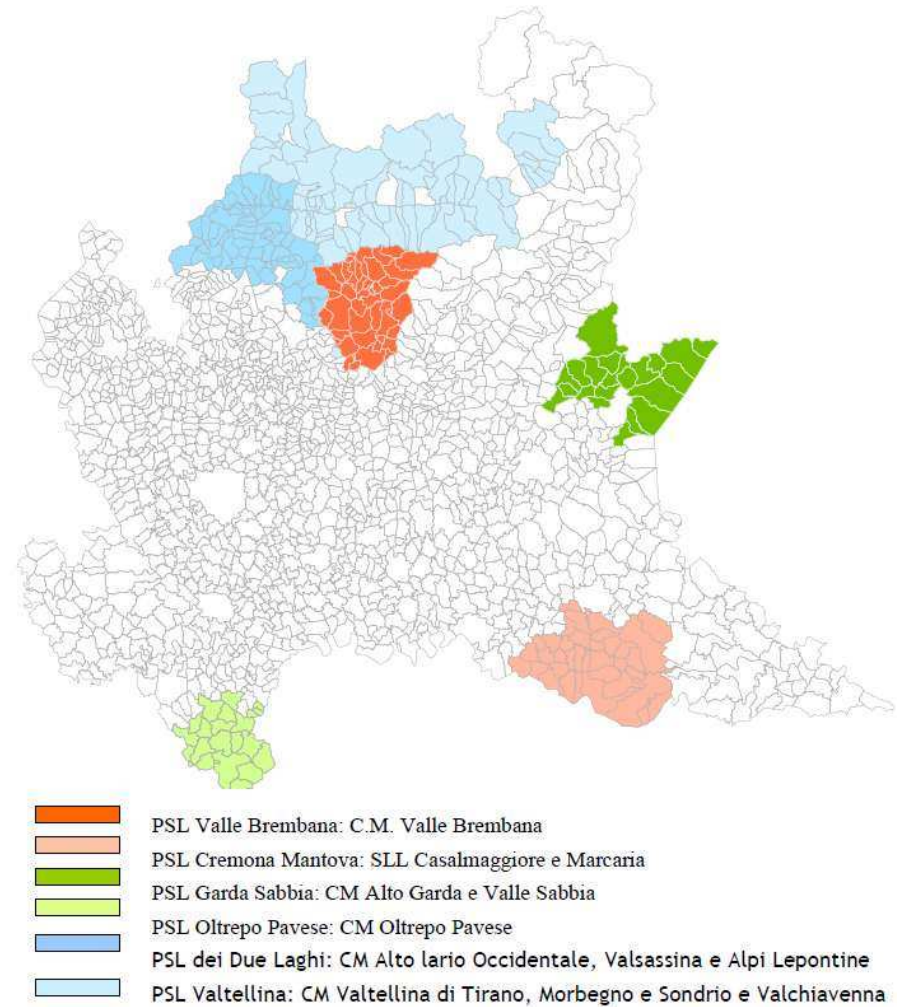 PSL Valle Brembana: C.M. Valle Brembana
PSL Cremona Mantova: SLL Casalmaggiore e Marcaria
PSL Garda Sabbia: CM Alto Garda e Valle Sabbia
PSL Oltrepo Pavese: CM Oltrepo Pavese
PSL dei Due Laghi: CM Alto lario Occidentale, Valsassina e Alpi Lepontine
PSL Valtellina: CM Valtellina di Tirano, Morbegno e Sondrio e Valchiavenna